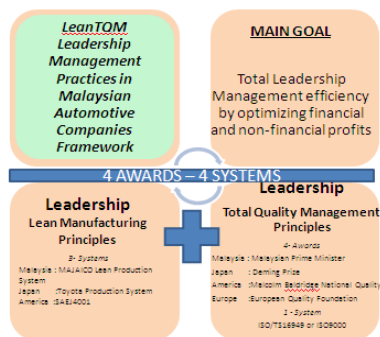 LeanTQM
Leadership
Management
Practices in
Malaysian
Automotive
Companies
Framework
MAIN GOAL
Total Leadership
Management efficiency
by optimizing financial
and non-financial profits
4 AWARDS – 4 SYSTEMS
Leadership
Lean Manufacturing
Principles
3- Systems
Malaysia : MAJAICO Lean Production
System
Japan :Toyota Production System
America :SAEJ4001
Leadership
Total Quality Management
Principles
4- Awards
Malaysia : Malaysian Prime Minister
Japan : Deming Prize
America :Malcolm Baldridge National Quality
Europe :European Quality Foundation
1 - System
ISO/TS16949 or ISO9000